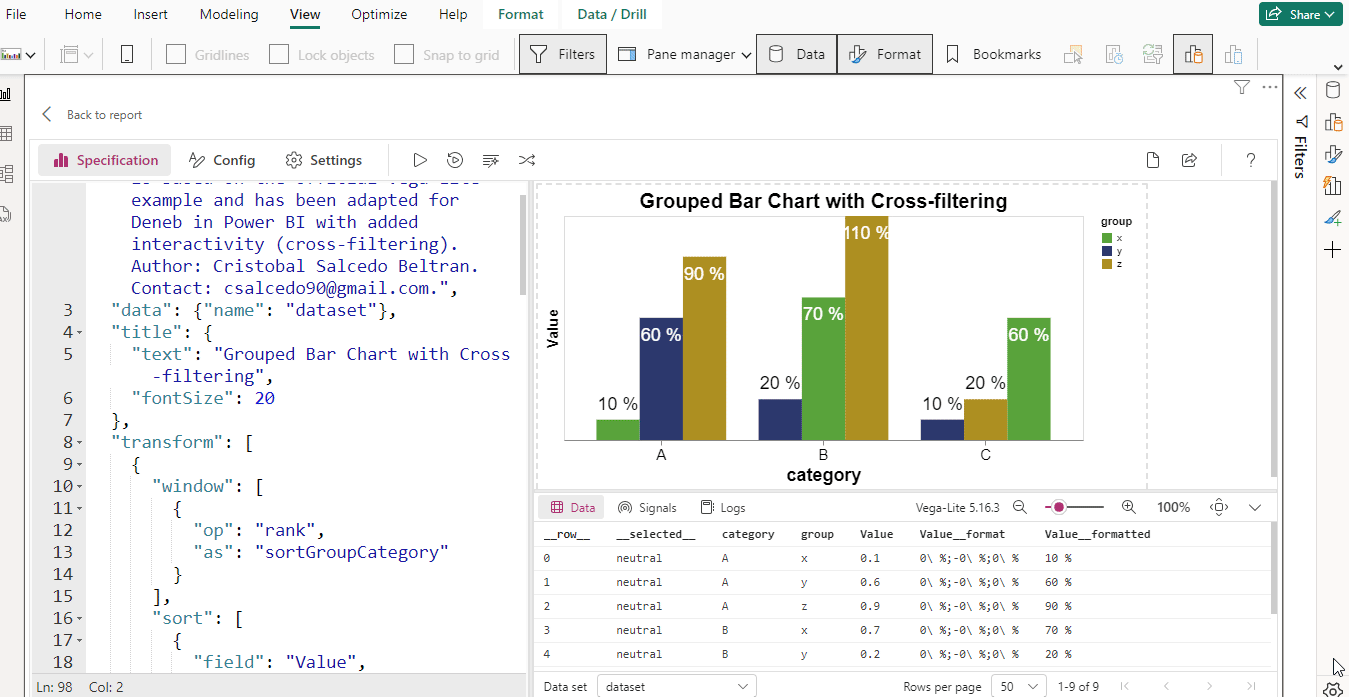 File Home Insert Modeling View Optimize Help Format Data / Drill Share
Gridlines Lock objects Snap to grid Filters Pane manager Data Format Bookmarks
Back to report
Filters
Specification Config Settings ?
example and has been adapted for
Deneb in Power BI with added
interactivity (cross-filtering).
Author: Cristobal Salcedo Beltran.
Contact: csalcedo90@gmail.com.",
3 "data": {"name": "dataset"},
4 "title": {
5 "text": "Grouped Bar Chart with Cross
-filtering",
6 "fontSize": 20
7 },
8 "transform": [
9 {
10 "window": [
11 {
12 "op": "rank",
13 "as": "sortGroupCategory"
14 }
15 ],
16 "sort": [
17 {
18 "field": "Value",
Ln: 98 Col: 2
Grouped Bar Chart with Cross-filtering
Value
10 % 60 % 90 %
20 % 70 % 110 %
10 % 20 % 60 %
A B C
category
group
x
y
z
Data Signals Logs Vega-Lite 5.16.3 100%
__row__ __selected__ category group Value Value__format Value__formatted
0 neutral A x 0.1 0\ %;-0\ %;0\ % 10 %
1 neutral A y 0.6 0\ %;-0\ %;0\ % 60 %
2 neutral A z 0.9 0\ %;-0\ %;0\ % 90 %
3 neutral B x 0.7 0\ %;-0\ %;0\ % 70 %
4 neutral B y 0.2 0\ %;-0\ %;0\ % 20 %
Data set dataset Rows per page 50 1-9 of 9